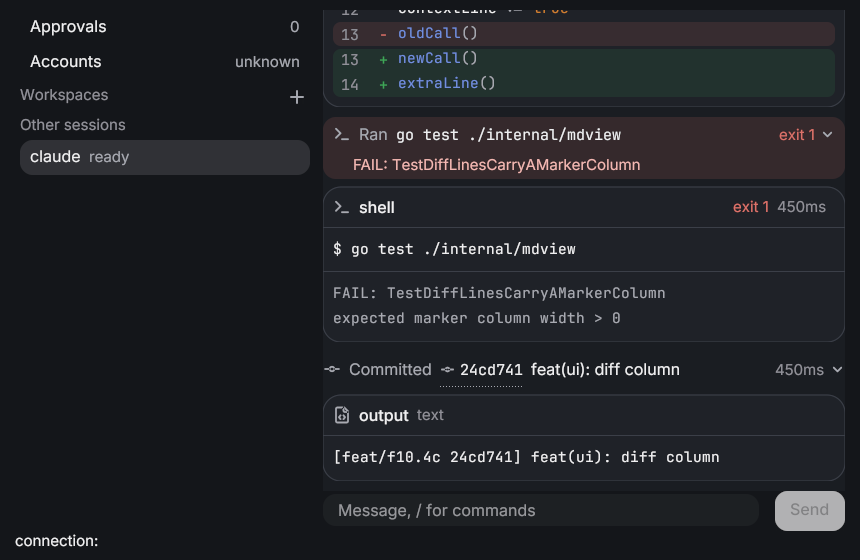 Approvals 0
Accounts unknown
Workspaces +
Other sessions
claude ready
connection:
13 - oldCall()
13 + newCall()
14 + extraLine()
Ran go test ./internal/mdview exit 1
FAIL: TestDiffLinesCarryAMarkerColumn
shell exit 1 450ms
$ go test ./internal/mdview
FAIL: TestDiffLinesCarryAMarkerColumn
expected marker column width > 0
Committed 24cd741 feat(ui): diff column 450ms
output text
[feat/f10.4c 24cd741] feat(ui): diff column
Message, / for commands Send